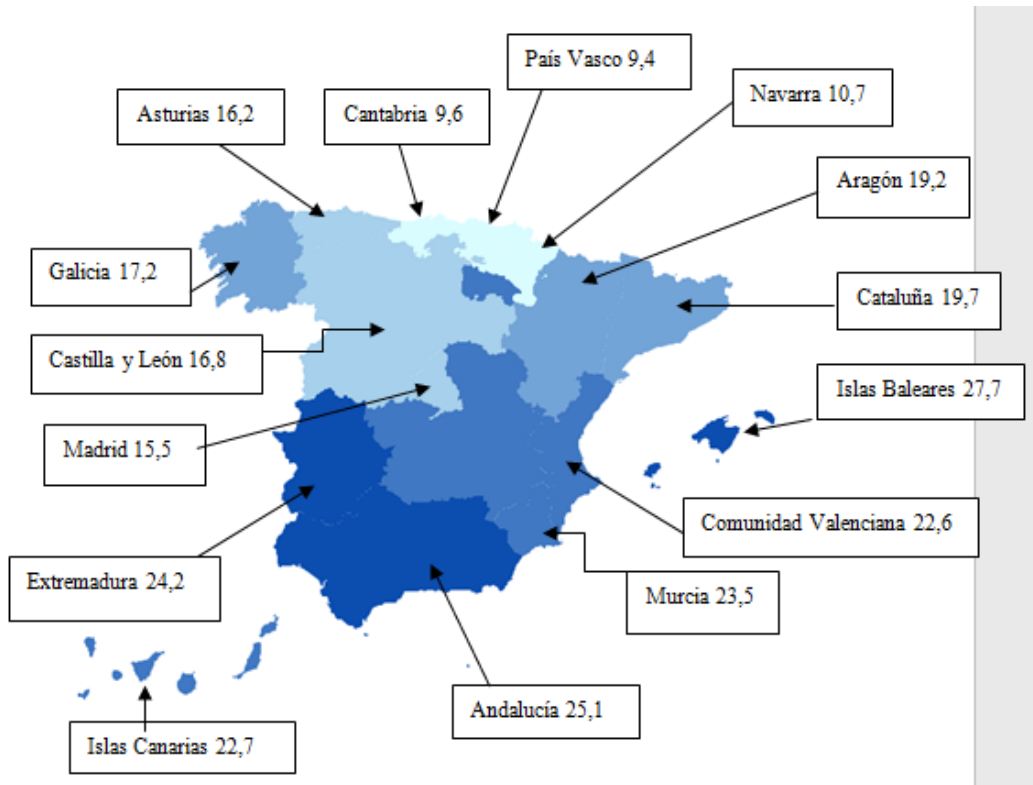 País Vasco 9,4
Navarra 10,7
Asturias 16,2
Cantabria 9,6
Aragón 19,2
Galicia 17,2
Cataluña 19,7
Castilla y León 16,8
Islas Baleares 27,7
Madrid 15,5
Comunidad Valenciana 22,6
Extremadura 24,2
Murcia 23,5
Andalucía 25,1
Islas Canarias 22,7